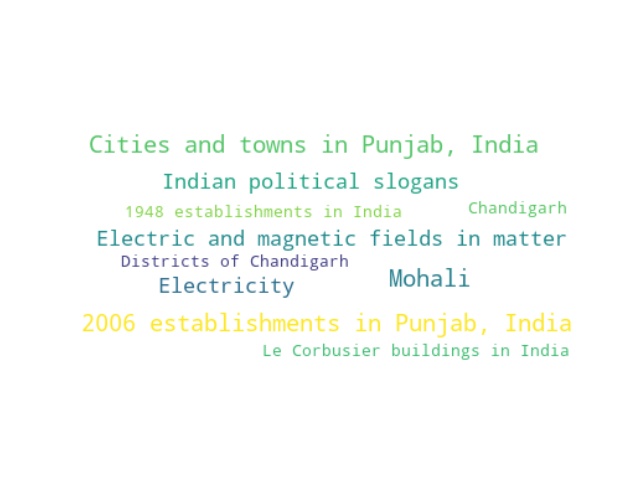 Cities and towns in Punjab, India
Indian political slogans
1948 establishments in India
Chandigarh
Electric and magnetic fields in matter
Districts of Chandigarh
Electricity
Mohali
2006 establishments in Punjab, India
Le Corbusier buildings in India